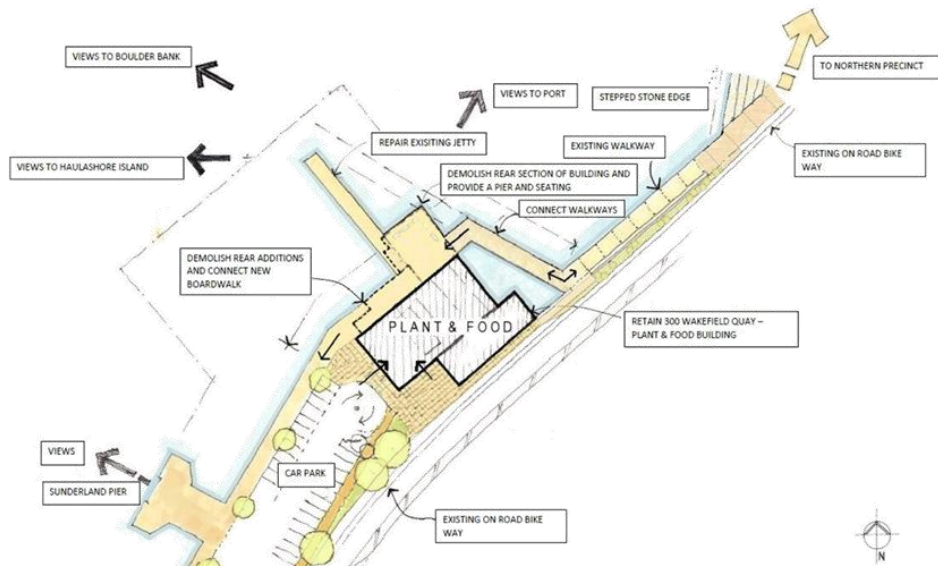 VIEWS TO BOULDER BANK
TO NORTHERN PRECINCT
VIEWS TO PORT
STEPPED STONE EDGE
REPAIR EXISITING JETTY
EXISTING WALKWAY
VIEWS TO HAULASHORE ISLAND
EXISTING ON ROAD BIKE
WAY
DEMOLISH REAR SECTION OF BUILDING AND
PROVIDE A PIER AND SEATING
CONNECT WALKWAYS
DEMOLISH REAR ADDITIONS
AND CONNECT NEW
BOARDWALK
PLANT & FOOD
RETAIN 300 WAKEFIELD QUAY –
PLANT & FOOD BUILDING
VIEWS
SUNDERLAND PIER
CAR PARK
EXISTING ON ROAD BIKE
WAY
N